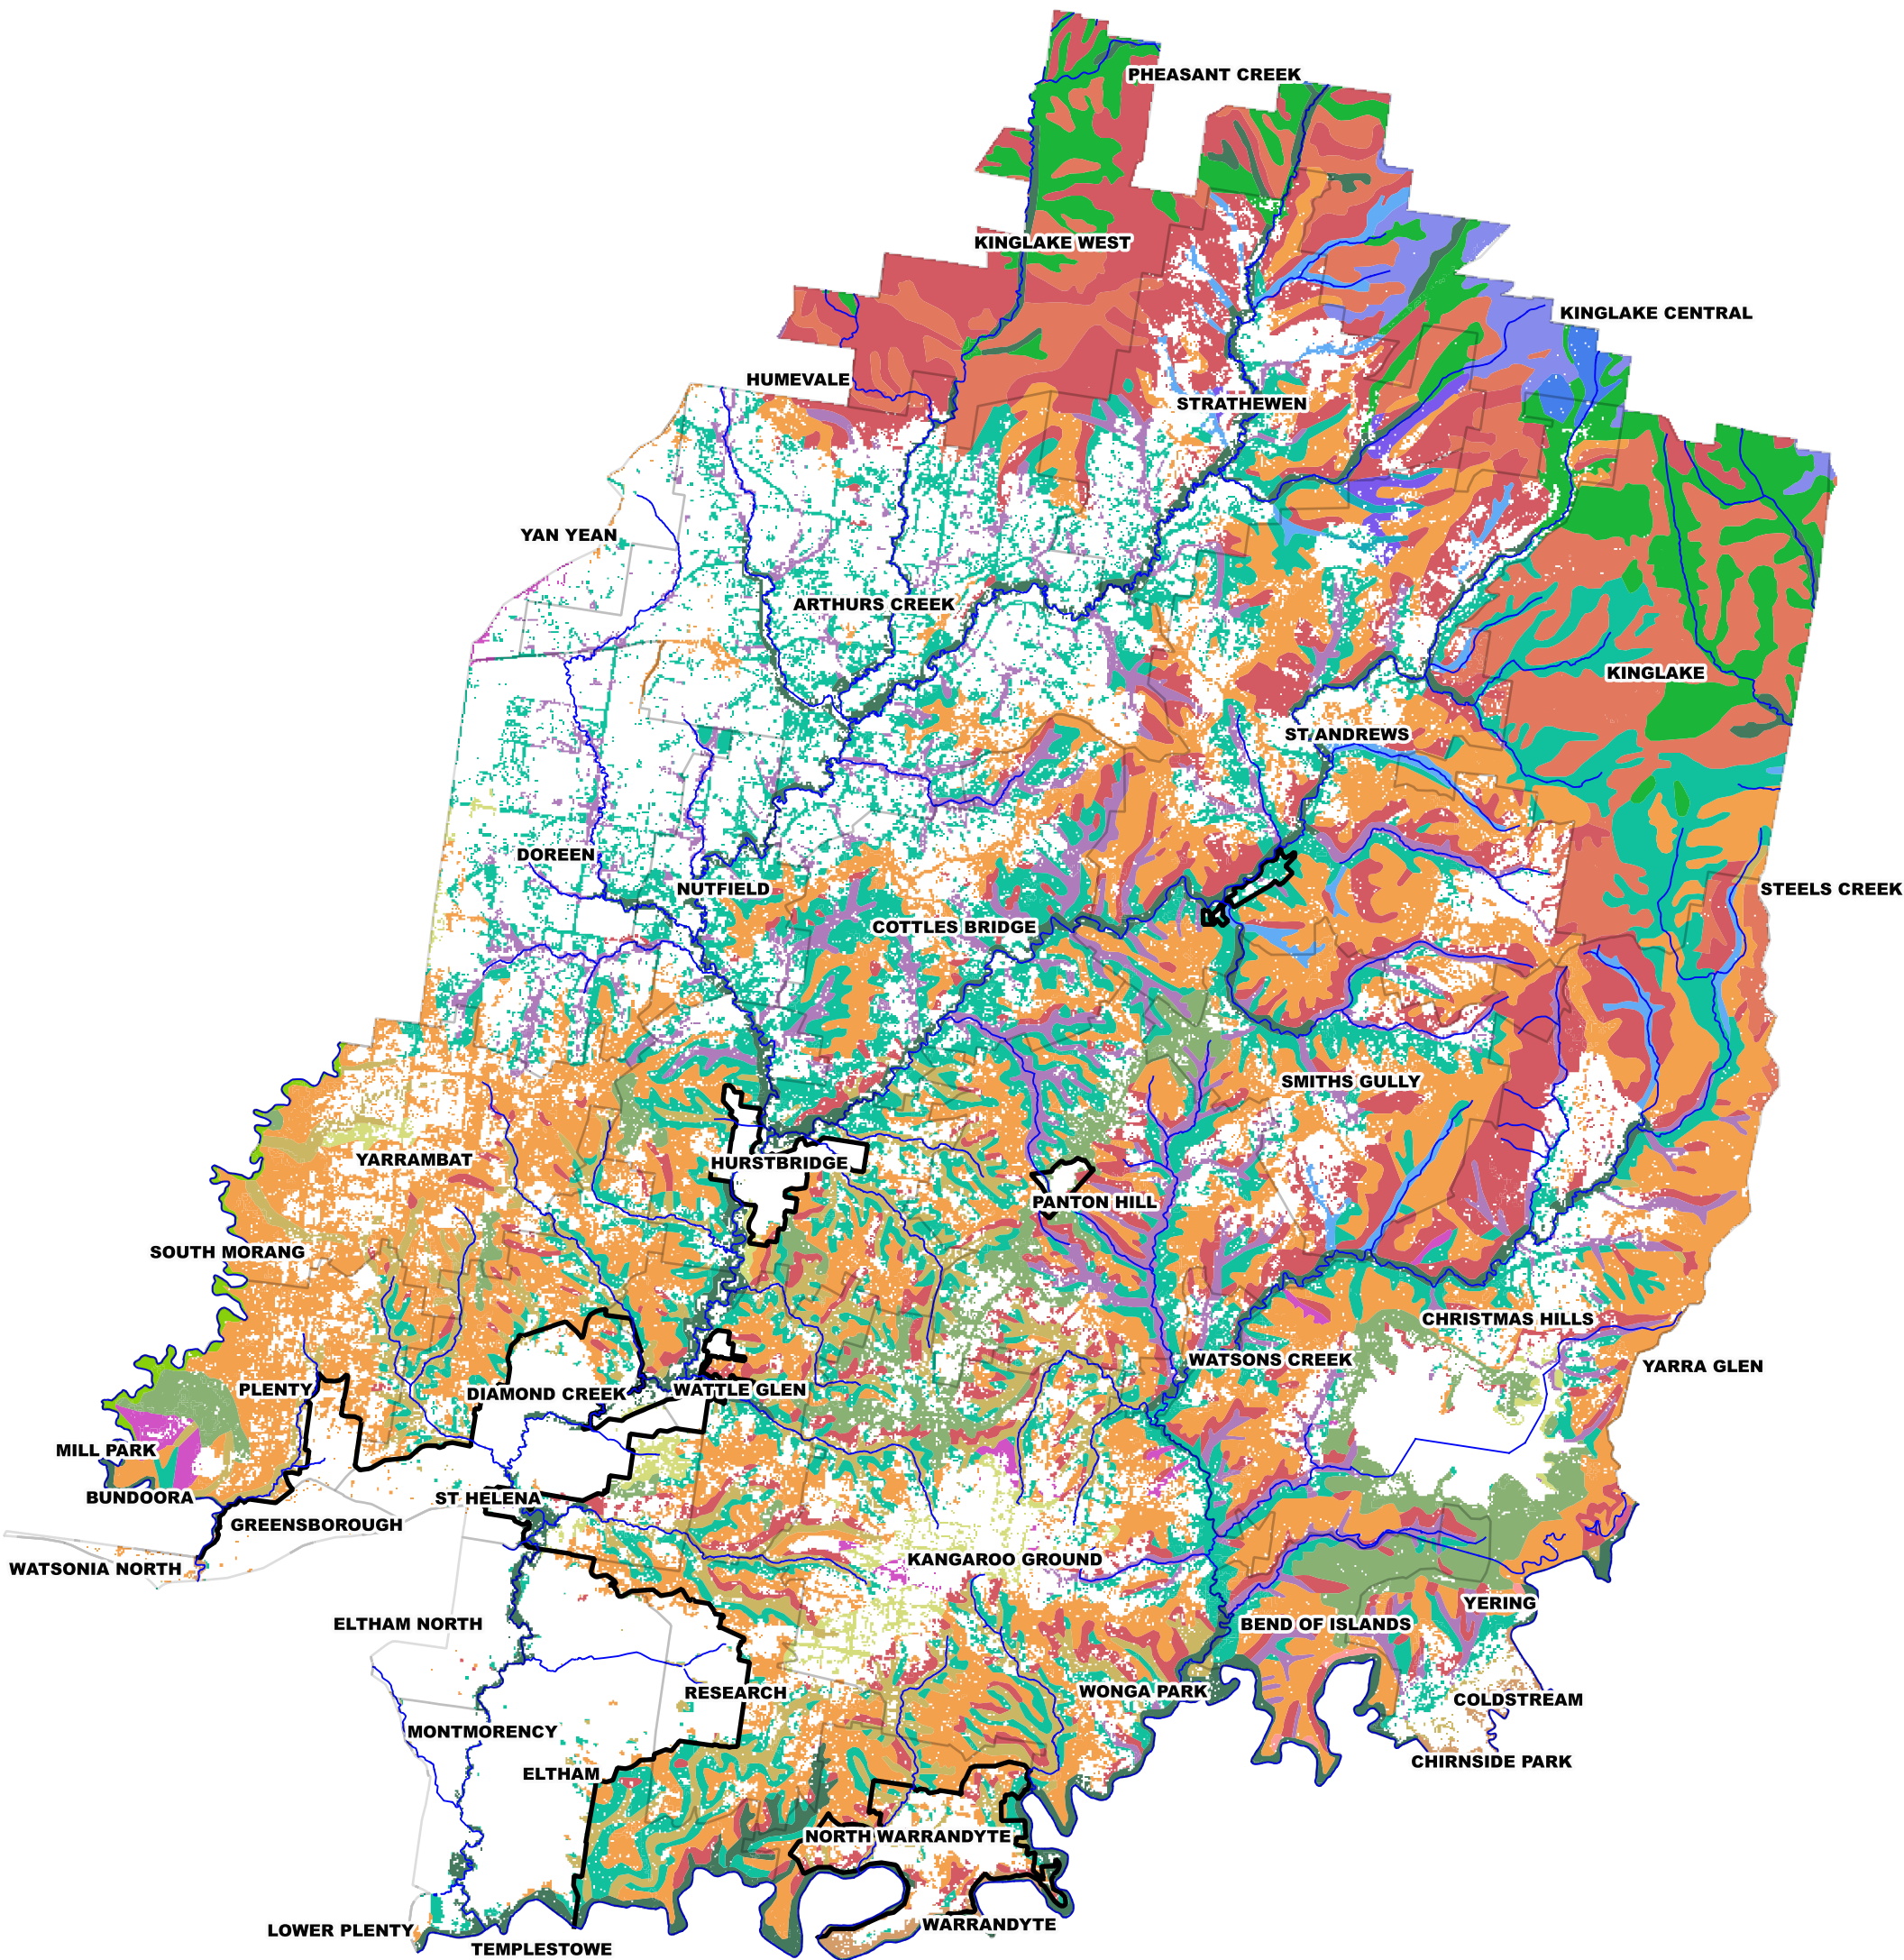 PHEASANT CREEK
KINGLAKE WEST
KINGLAKE CENTRAL
HUMEVALE
STRATHEWEN
YAN YEAN
ARTHURS CREEK
KINGLAKE
ST. ANDREWS
DOREEN
NUTFIELD
STEELS CREEK
COTTLES BRIDGE
SMITHS GULLY
YARRAMBAT
HURSTBRIDGE
PANTON HILL
SOUTH MORANG
CHRISTMAS HILLS
WATSONS CREEK
YARRA GLEN
PLENTY
DIAMOND CREEK
WATTLE GLEN
MILL PARK
BUNDOORA
ST HELENA
GREENSBOROUGH
KANGAROO GROUND
WATSONIA NORTH
YERING
ELTHAM NORTH
BEND OF ISLANDS
RESEARCH
WONGA PARK
COLDSTREAM
MONTMORENCY
CHIRNSIDE PARK
ELTHAM
NORTH WARRANDYTE
WARRANDYTE
LOWER PLENTY
TEMPLESTOWE